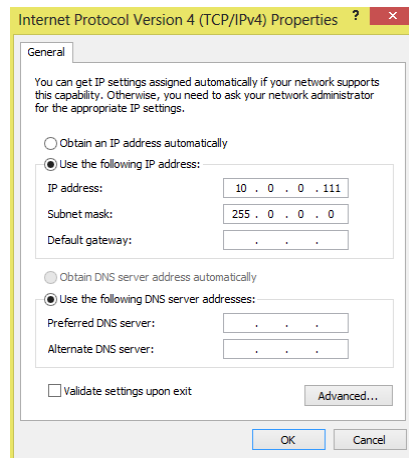 Internet Protocol Version 4 (TCP/IPv4) Properties ? ×
General
You can get IP settings assigned automatically if your network supports
this capability. Otherwise, you need to ask your network administrator
for the appropriate IP settings.
Obtain an IP address automatically
Use the following IP address:
IP address: 10 . 0 . 0 . 111
Subnet mask: 255 . 0 . 0 . 0
Default gateway: . . .
Obtain DNS server address automatically
Use the following DNS server addresses:
Preferred DNS server: . . .
Alternate DNS server: . . .
Validate settings upon exit
Advanced...
OK Cancel